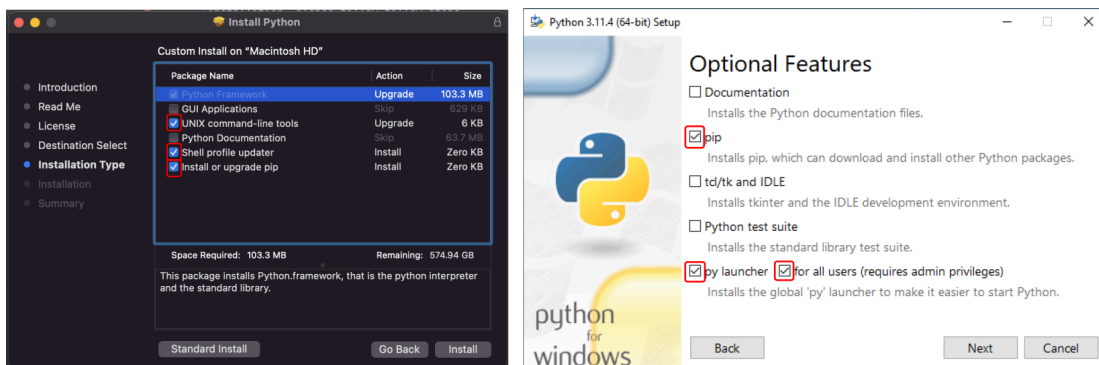 Install Python
Custom Install on "Macintosh HD"
Introduction
Read Me
License
Destination Select
Installation Type
Installation
Summary
Package Name Action Size
Python Framework Upgrade 103.3 MB
GUI Applications Skip 629 KB
UNIX command-line tools Upgrade 6 KB
Python Documentation Skip 63.7 MB
Shell profile updater Install Zero KB
Install or upgrade pip Install Zero KB
Space Required: 103.3 MB Remaining: 574.94 GB
This package installs Python.framework, that is the python interpreter
and the standard library.
Standard Install Go Back Install
Python 3.11.4 (64-bit) Setup
Optional Features
Documentation
Installs the Python documentation files.
pip
Installs pip, which can download and install other Python packages.
tcl/tk and IDLE
Installs tkinter and the IDLE development environment.
Python test suite
Installs the standard library test suite.
py launcher for all users (requires admin privileges)
Installs the global 'py' launcher to make it easier to start Python.
python
for
windows
Back Next Cancel